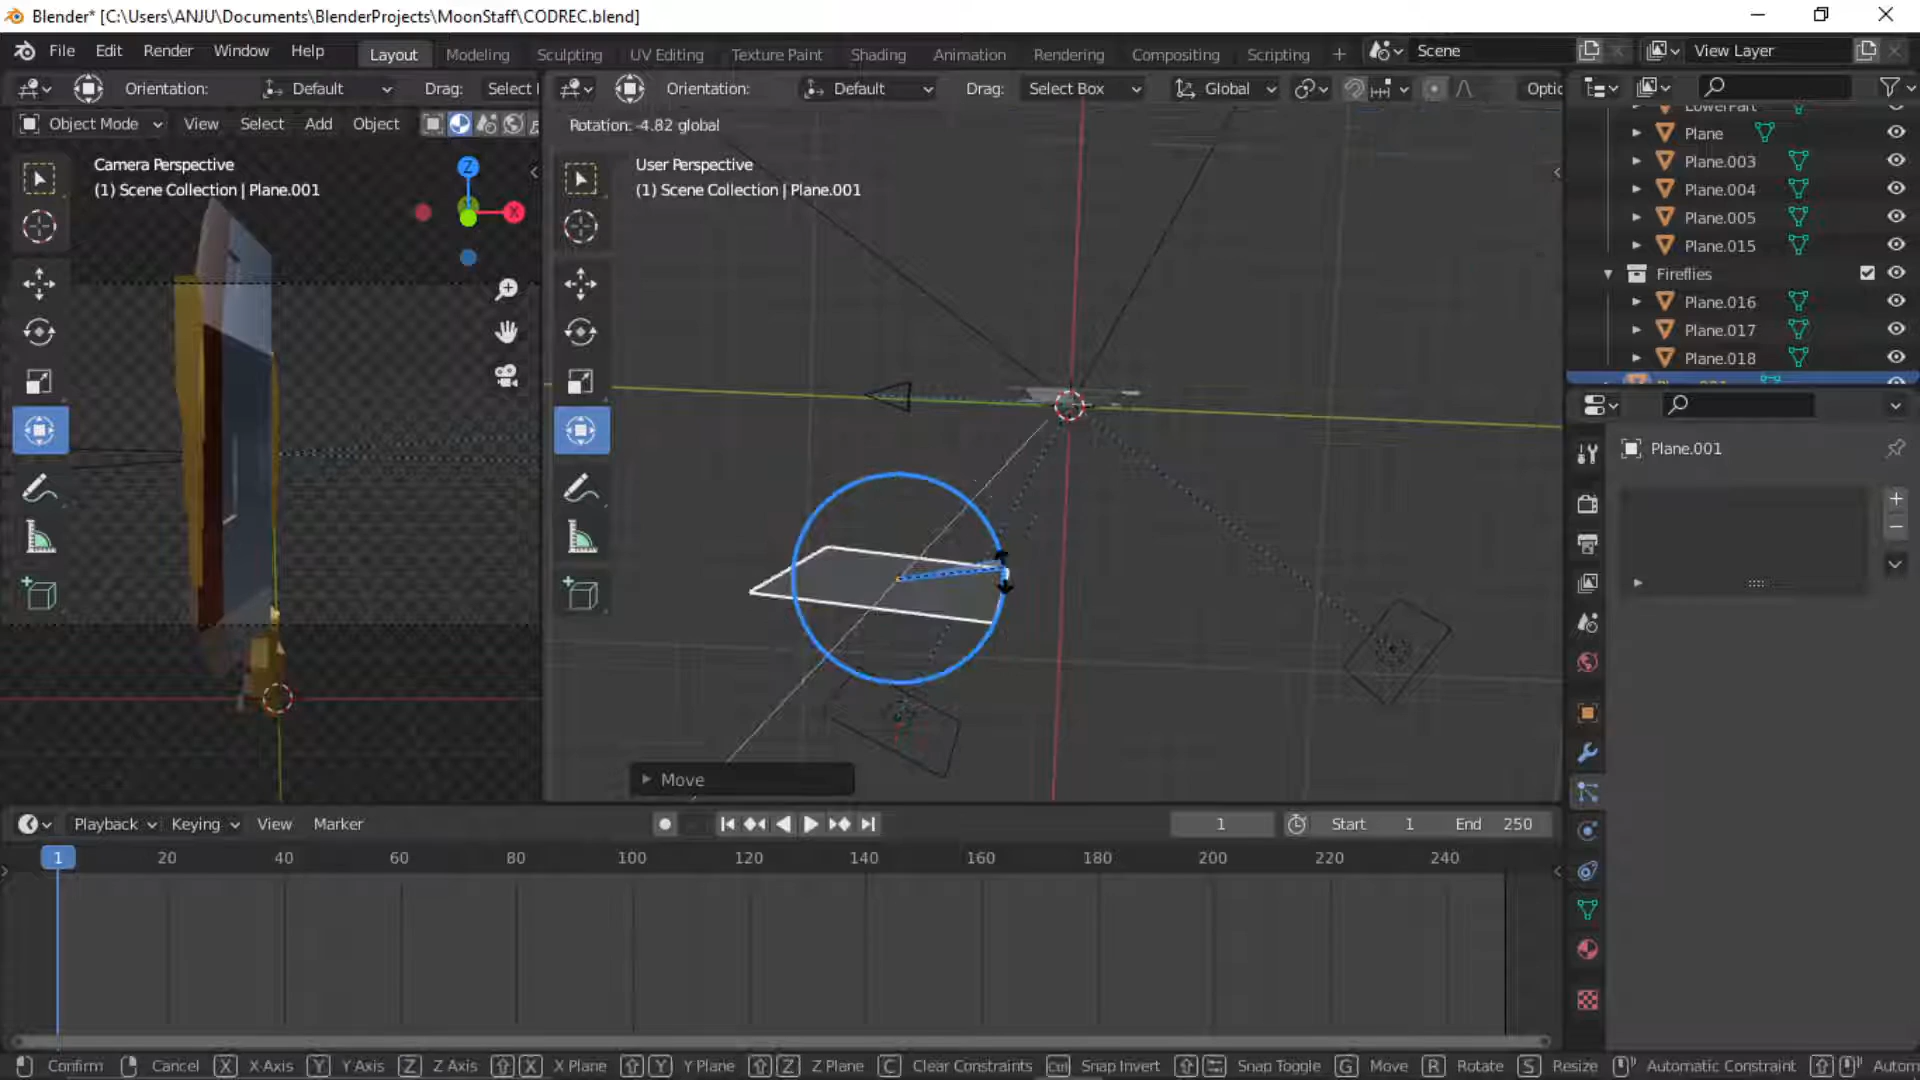 Blender* [C:\Users\ANJU\Documents\BlenderProjects\MoonStaff\CODREC.blend]
File Edit Render Window Help Layout Modeling Sculpting UV Editing Texture Paint Shading Animation Rendering Compositing Scripting + Scene View Layer
Orientation: Default Drag: Select Orientation: Default Drag: Select Box Global Optic
Object Mode View Select Add Object Rotation: -4.82 global
Camera Perspective
(1) Scene Collection | Plane.001
Z
X
User Perspective
(1) Scene Collection | Plane.001
Move
LowerPart
Plane
Plane.003
Plane.004
Plane.005
Plane.015
Fireflies
Plane.016
Plane.017
Plane.018
Plane.001
Plane.001
Playback Keying View Marker 1 Start 1 End 250
1 20 40 60 80 100 120 140 160 180 200 220 240
Confirm Cancel X X-Axis Y Y Axis Z Z Axis X X Plane Y Y Plane Z Z Plane C Clear Constraints Ctrl Snap Invert Snap Toggle G Move R Rotate S Resize Automatic Constraint Autom